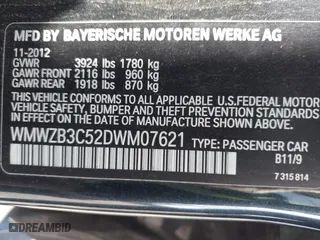 MFD BY BAYERISCHE MOTOREN WERKE AG
11-2012
GVWR 3924 lbs 1780 kg
GAWR FRONT 2116 lbs 960 kg
GAWR REAR 1918 lbs 870 kg
THIS VEHICLE CONFORMS TO ALL APPLICABLE
U.S. FEDERAL MOTOR VEHICLE
SAFETY, BUMPER, AND THEFT PREVENTION
STANDARDS IN EFFECT ON THE DATE OF
MANUFACTURE SHOWN ABOVE.
WMWZB3C52DWM07621 TYPE: PASSENGER CAR
B11/9
7 315 814